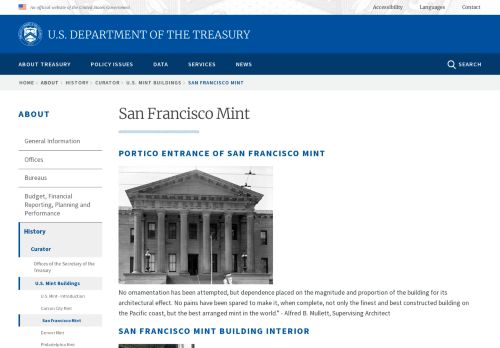 An official website of the United States Government
Accessibility
Languages
Contact
U.S. DEPARTMENT OF THE TREASURY
ABOUT TREASURY
POLICY ISSUES
DATA
SERVICES
NEWS
SEARCH
HOME ABOUT HISTORY CURATOR U.S. MINT BUILDINGS SAN FRANCISCO MINT
ABOUT
General Information
Offices
Bureaus
Budget, Financial
Reporting, Planning and
Performance
History
Curator
Offices of the Secretary of the
Treasury
U.S. Mint Buildings
U.S. Mint - Introduction
Carson City Mint
San Francisco Mint
Denver Mint
Philadelphia Mint
San Francisco Mint
PORTICO ENTRANCE OF SAN FRANCISCO MINT
No ornamentation has been attempted, but dependence placed on the magnitude and proportion of the building for its
architectural effect. No pains have been spared to make it, when complete, not only the finest and best constructed building on
the Pacific coast, but the best arranged mint in the world." - Alfred B. Mullett, Supervising Architect
SAN FRANCISCO MINT BUILDING INTERIOR